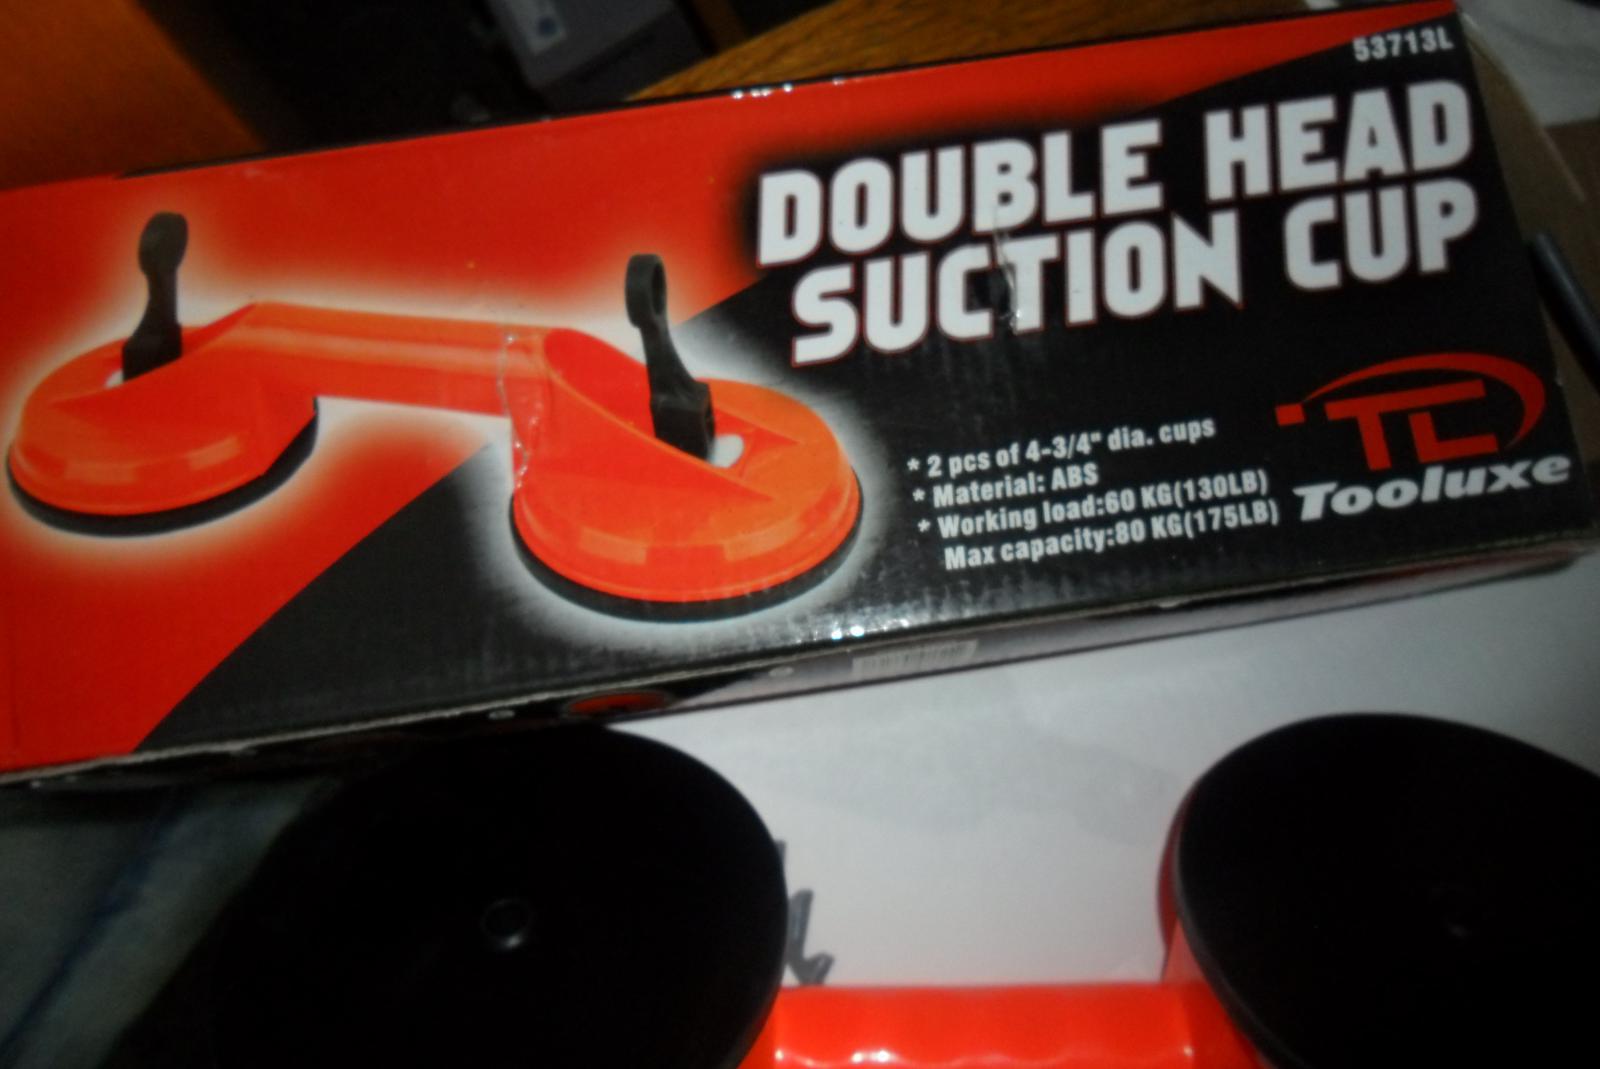 53713L
DOUBLE HEAD
SUCTION CUP
* 2 pcs of 4-3/4" dia. cups
* Material: ABS
* Working load:60 KG(130LB)
Max capacity:80 KG(175LB)
TL
Tooluxe